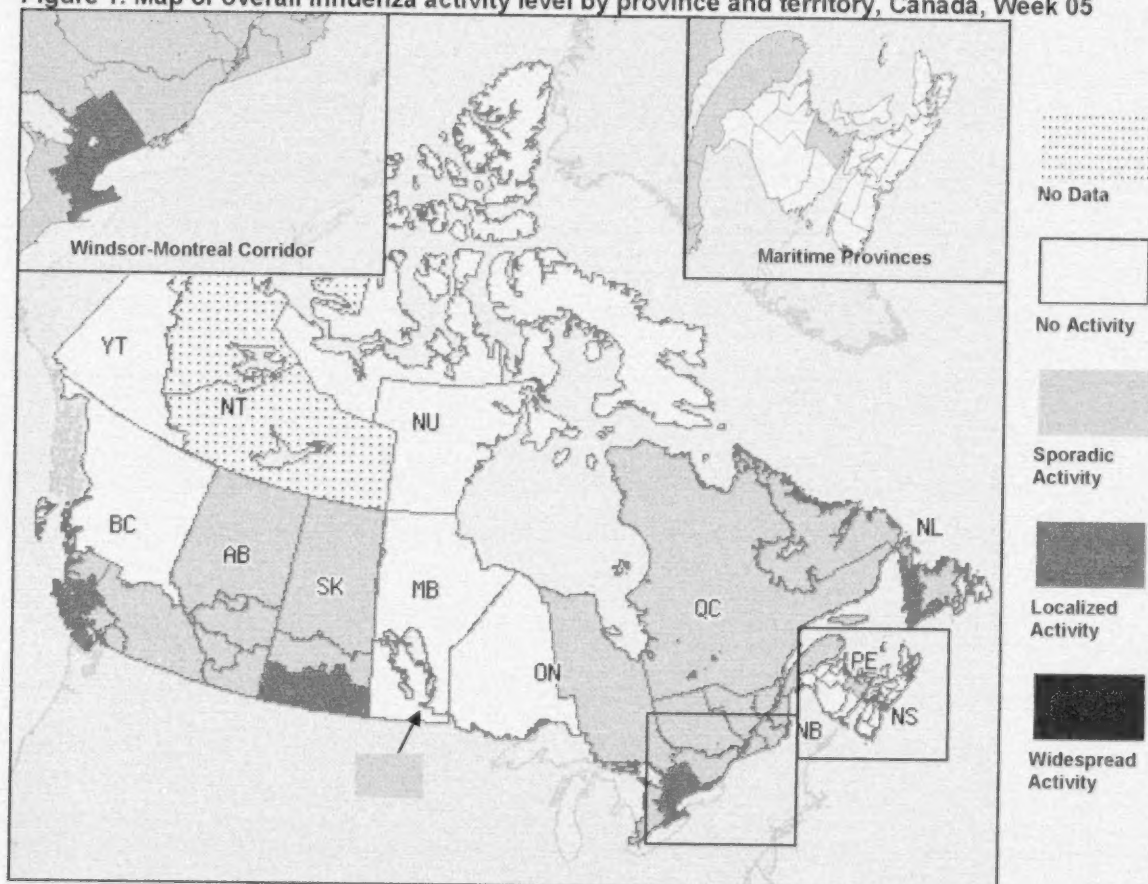 Figure 1. Map of overall influenza activity level by province and territory, Canada, Week 05
Windsor-Montreal Corridor
Maritime Provinces
No Data
No Activity
Sporadic
Activity
Localized
Activity
Widespread
Activity
YT
NT
NU
BC
AB
SK
MB
ON
QC
NL
PE
NB
NS